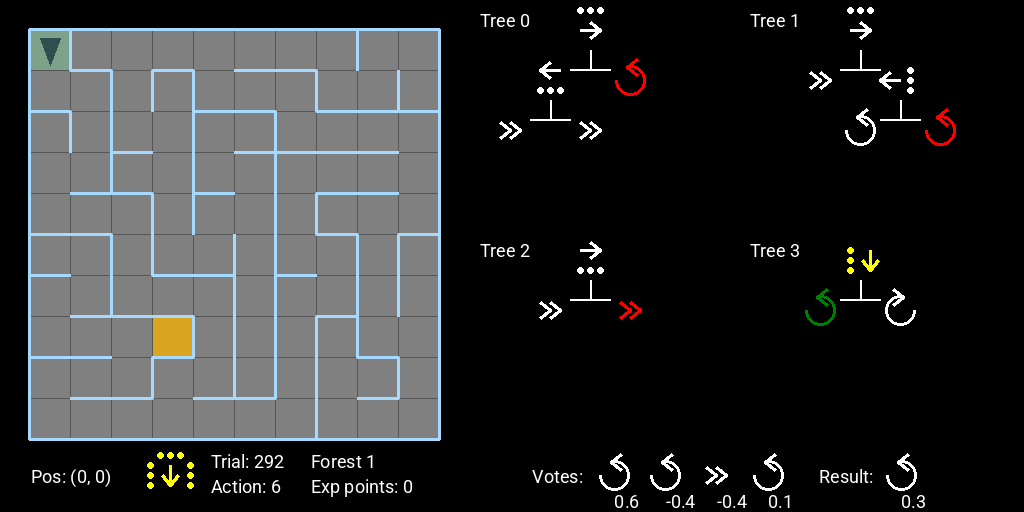 Tree 0
Tree 1
Tree 2
Tree 3
Pos: (0, 0)
Trial: 292
Action: 6
Forest 1
Exp points: 0
Votes:
0.6
-0.4
-0.4
0.1
Result:
0.3